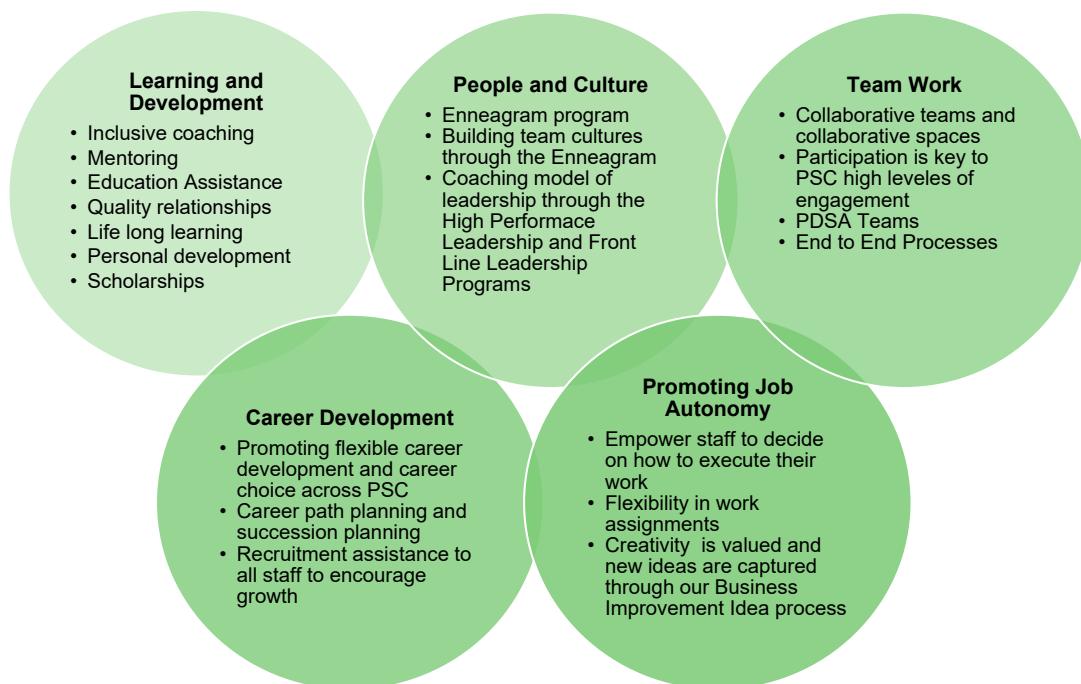 Learning and
Development
• Inclusive coaching
• Mentoring
• Education Assistance
• Quality relationships
• Life long learning
• Personal development
• Scholarships
People and Culture
• Enneagram program
• Building team cultures
through the Enneagram
• Coaching model of
leadership through the
High Performace
Leadership and Front
Line Leadership
Programs
Team Work
• Collaborative teams and
collaborative spaces
• Participation is key to
PSC high leveles of
engagement
• PDSA Teams
• End to End Processes
Career Development
• Promoting flexible career
development and career
choice across PSC
• Career path planning and
succession planning
• Recruitment assistance to
all staff to encourage
growth
Promoting Job
Autonomy
• Empower staff to decide
on how to execute their
work
• Flexibility in work
assignments
• Creativity  is valued and
new ideas are captured
through our Business
Improvement Idea process